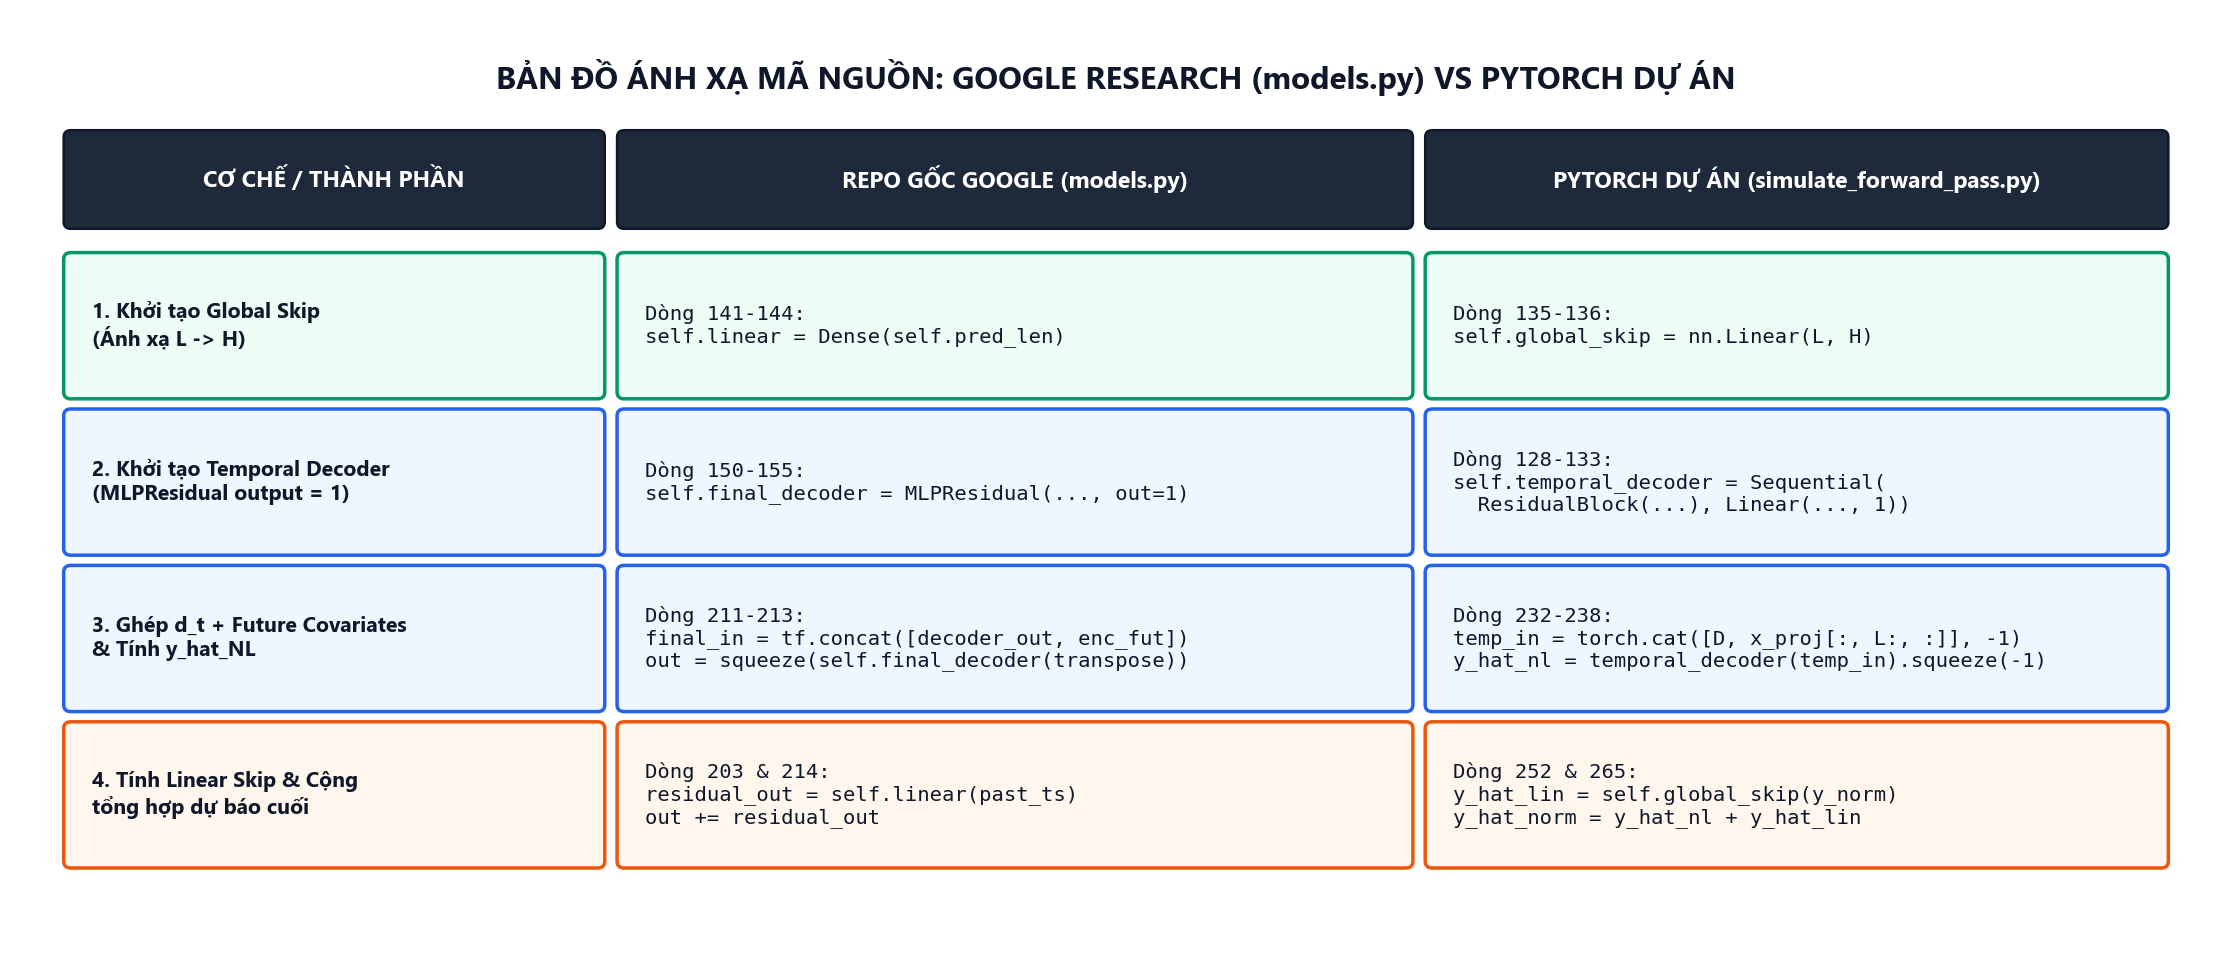 BẢN ĐỒ ÁNH XẠ MÃ NGUỒN: GOOGLE RESEARCH (models.py) VS PYTORCH DỰ ÁN
CƠ CHẾ / THÀNH PHẦN
REPO GỐC GOOGLE (models.py)
PYTORCH DỰ ÁN (simulate_forward_pass.py)
1. Khởi tạo Global Skip
(Ánh xạ L -> H)
Dòng 141-144:
self.linear = Dense(self.pred_len)
Dòng 135-136:
self.global_skip = nn.Linear(L, H)
2. Khởi tạo Temporal Decoder
(MLPResidual output = 1)
Dòng 150-155:
self.final_decoder = MLPResidual(..., out=1)
Dòng 128-133:
self.temporal_decoder = Sequential(
  ResidualBlock(...), Linear(..., 1))
3. Ghép d_t + Future Covariates
& Tính y_hat_NL
Dòng 211-213:
final_in = tf.concat([decoder_out, enc_fut])
out = squeeze(self.final_decoder(transpose))
Dòng 232-238:
temp_in = torch.cat([D, x_proj[:, L:, :]], -1)
y_hat_nl = temporal_decoder(temp_in).squeeze(-1)
4. Tính Linear Skip & Cộng
tổng hợp dự báo cuối
Dòng 203 & 214:
residual_out = self.linear(past_ts)
out += residual_out
Dòng 252 & 265:
y_hat_lin = self.global_skip(y_norm)
y_hat_norm = y_hat_nl + y_hat_lin